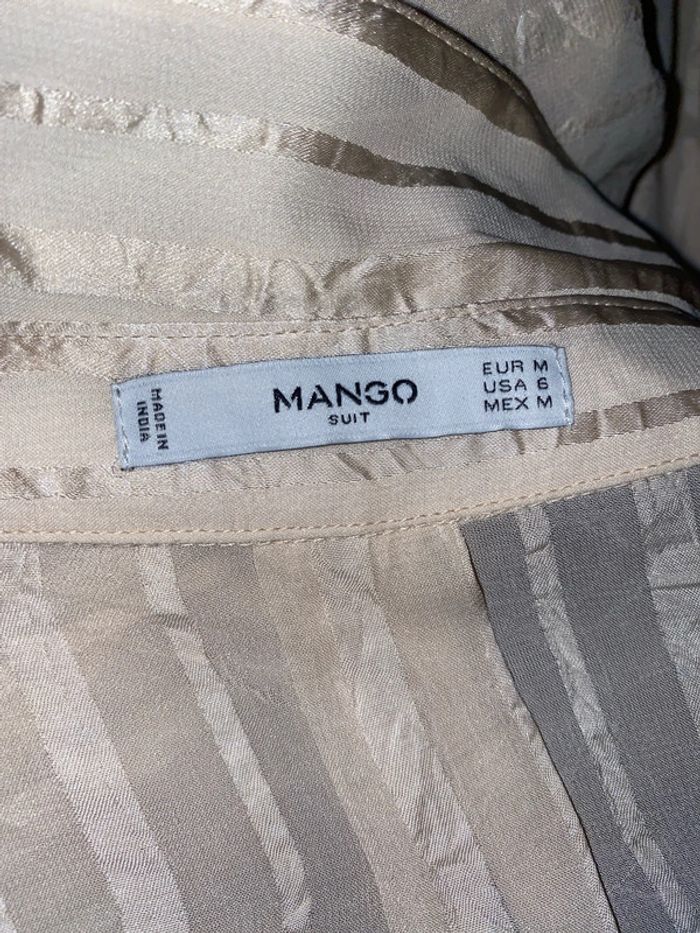 MADE IN
INDIA
MANGO
SUIT
EUR M
USA 6
MEX M